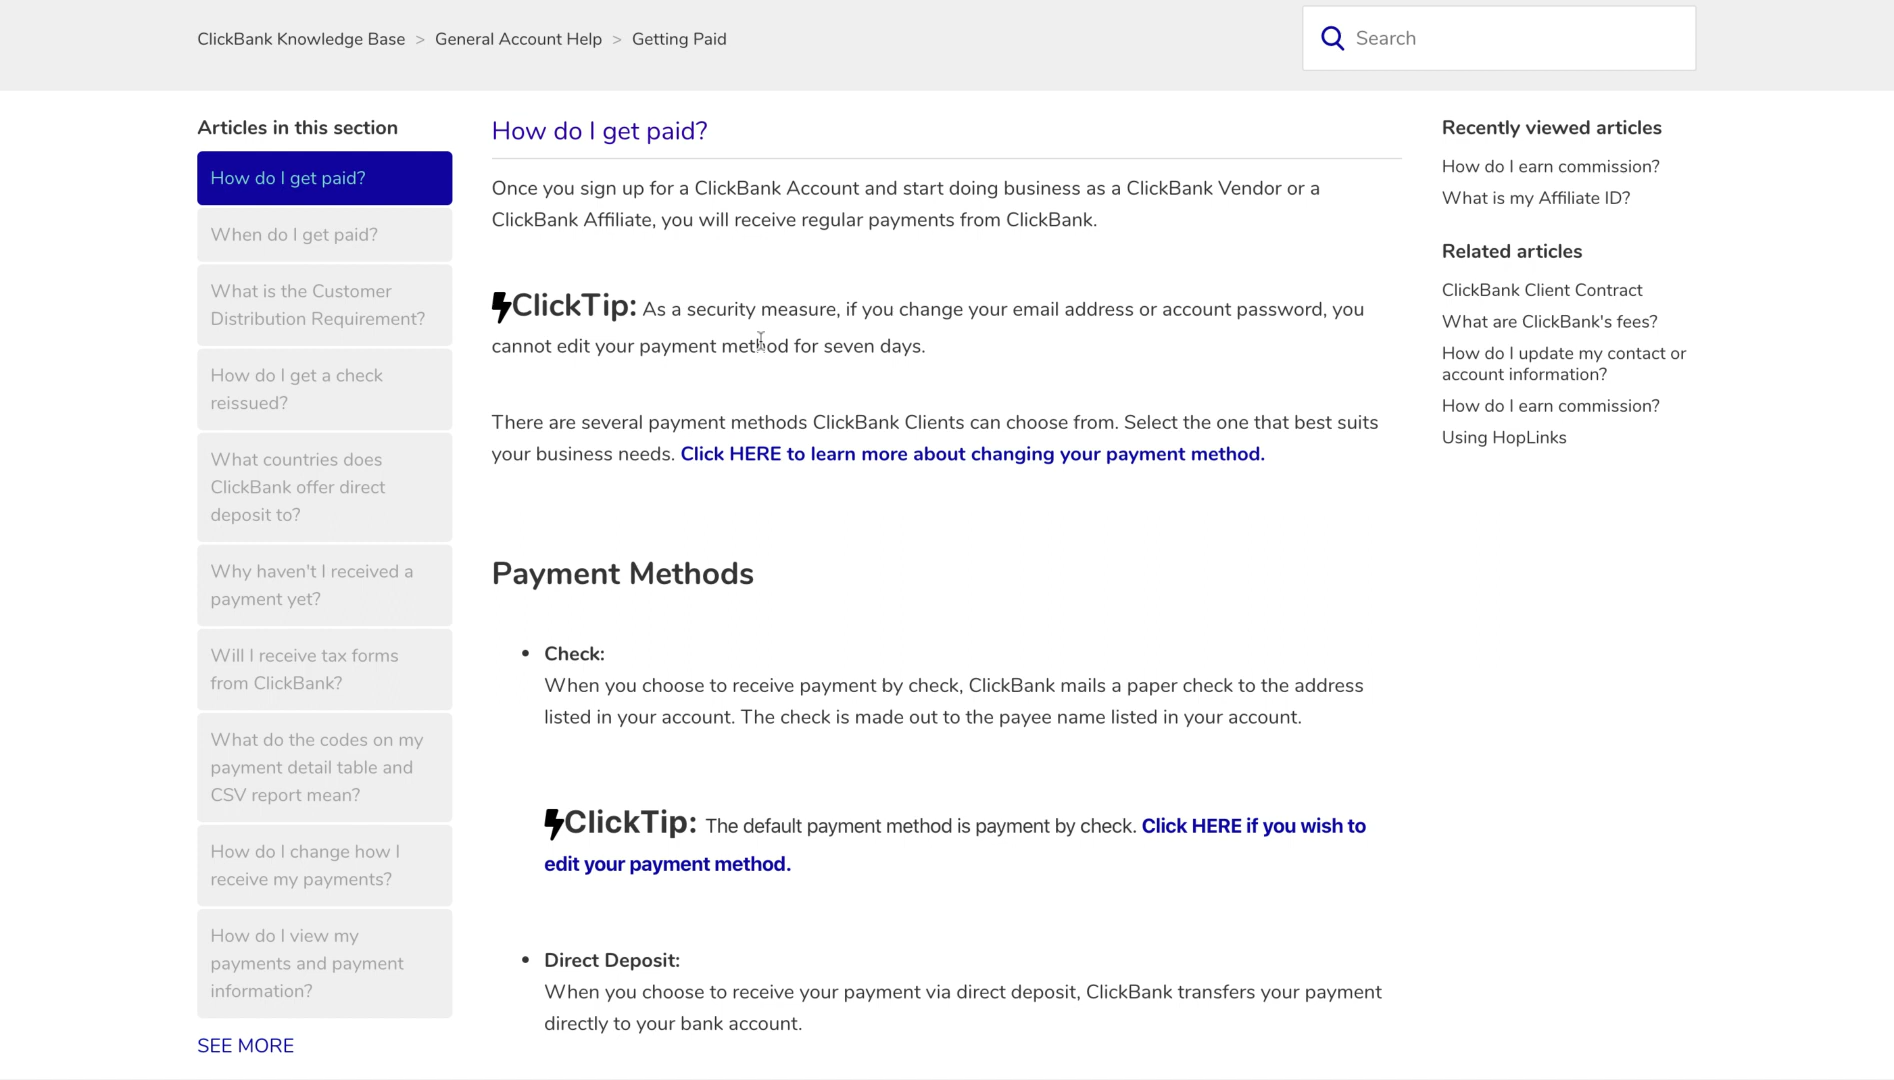 ClickBank Knowledge Base > General Account Help > Getting Paid
Search
Articles in this section
How do I get paid?
When do I get paid?
What is the Customer
Distribution Requirement?
How do I get a check
reissued?
What countries does
ClickBank offer direct
deposit to?
Why haven't I received a
payment yet?
Will I receive tax forms
from ClickBank?
What do the codes on my
payment detail table and
CSV report mean?
How do I change how I
receive my payments?
How do I view my
payments and payment
information?
SEE MORE
How do I get paid?
Once you sign up for a ClickBank Account and start doing business as a ClickBank Vendor or a
ClickBank Affiliate, you will receive regular payments from ClickBank.
ClickTip: As a security measure, if you change your email address or account password, you
cannot edit your payment method for seven days.
There are several payment methods ClickBank Clients can choose from. Select the one that best suits
your business needs. Click HERE to learn more about changing your payment method.
Payment Methods
• Check:
When you choose to receive payment by check, ClickBank mails a paper check to the address
listed in your account. The check is made out to the payee name listed in your account.
ClickTip: The default payment method is payment by check. Click HERE if you wish to
edit your payment method.
• Direct Deposit:
When you choose to receive your payment via direct deposit, ClickBank transfers your payment
directly to your bank account.
Recently viewed articles
How do I earn commission?
What is my Affiliate ID?
Related articles
ClickBank Client Contract
What are ClickBank's fees?
How do I update my contact or
account information?
How do I earn commission?
Using HopLinks